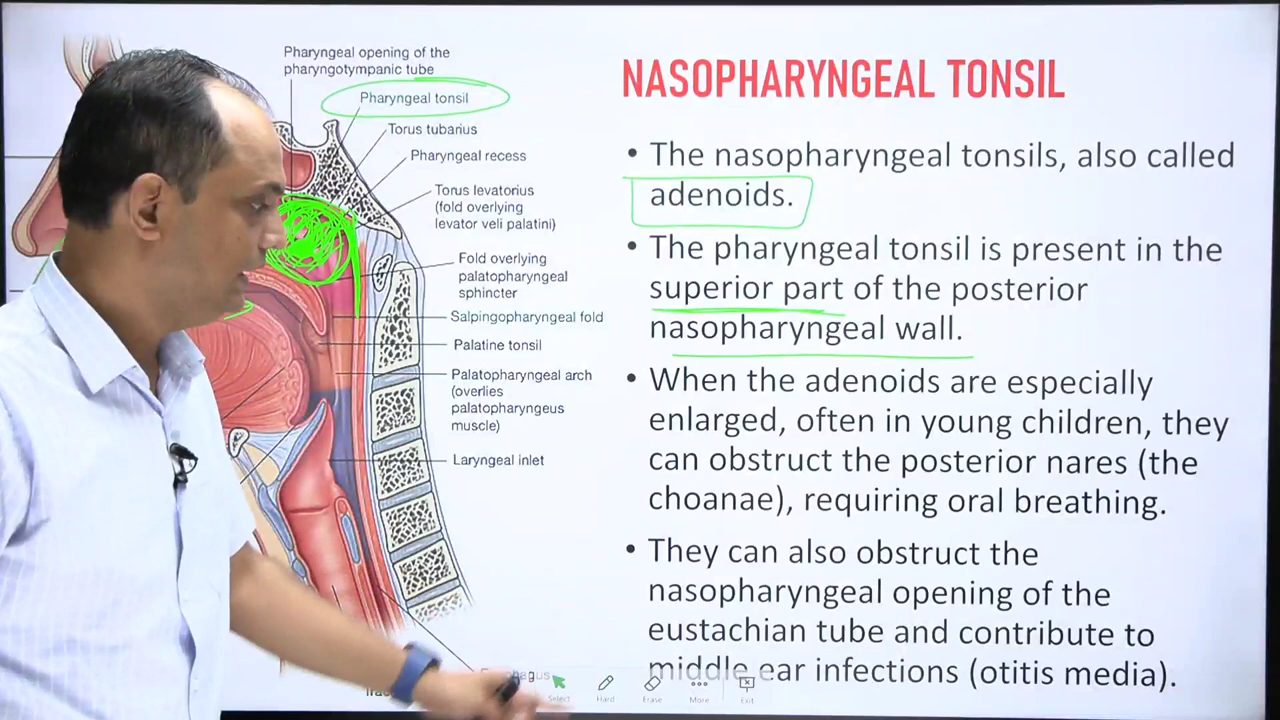 Pharyngeal opening of the
pharyngotympanic tube
Pharyngeal tonsil
Torus tubarius
Pharyngeal recess
Torus levatorius
(fold overlying
levator veli palatini)
Fold overlying
palatopharyngeal
sphincter
Salpingopharyngeal fold
Palatine tonsil
Palatopharyngeal arch
(overlies
palatopharyngeus
muscle)
Laryngeal inlet
NASOPHARYNGEAL TONSIL
• The nasopharyngeal tonsils, also called
adenoids.
• The pharyngeal tonsil is present in the
superior part of the posterior
nasopharyngeal wall.
• When the adenoids are especially
enlarged, often in young children, they
can obstruct the posterior nares (the
choanae), requiring oral breathing.
• They can also obstruct the
nasopharyngeal opening of the
eustachian tube and contribute to
middle ear infections (otitis media).
Select
Hard
Erase
More
Exit